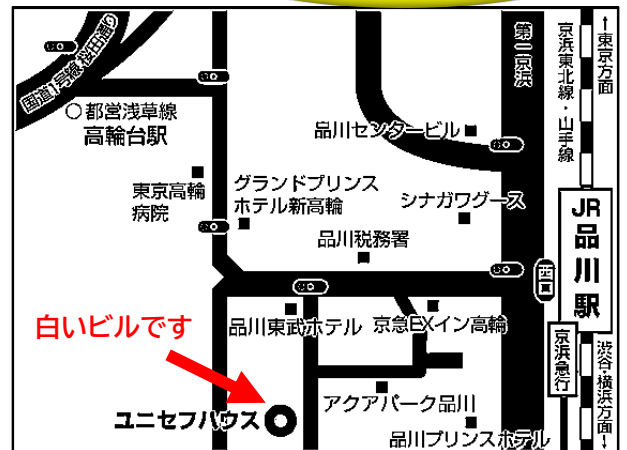 国道1号線 桜田通り
都営浅草線
高輪台駅
品川センタービル
第一京浜
京浜東北線・山手線
↑東京方面
東京高輪
病院
グランドプリンス
ホテル新高輪
シナガワグース
品川税務署
JR
品川駅
西口
白いビルです
品川東武ホテル
京急EXイン高輪
京浜急行
渋谷・横浜方面↓
アクアパーク品川
ユニセフハウス
品川プリンスホテル